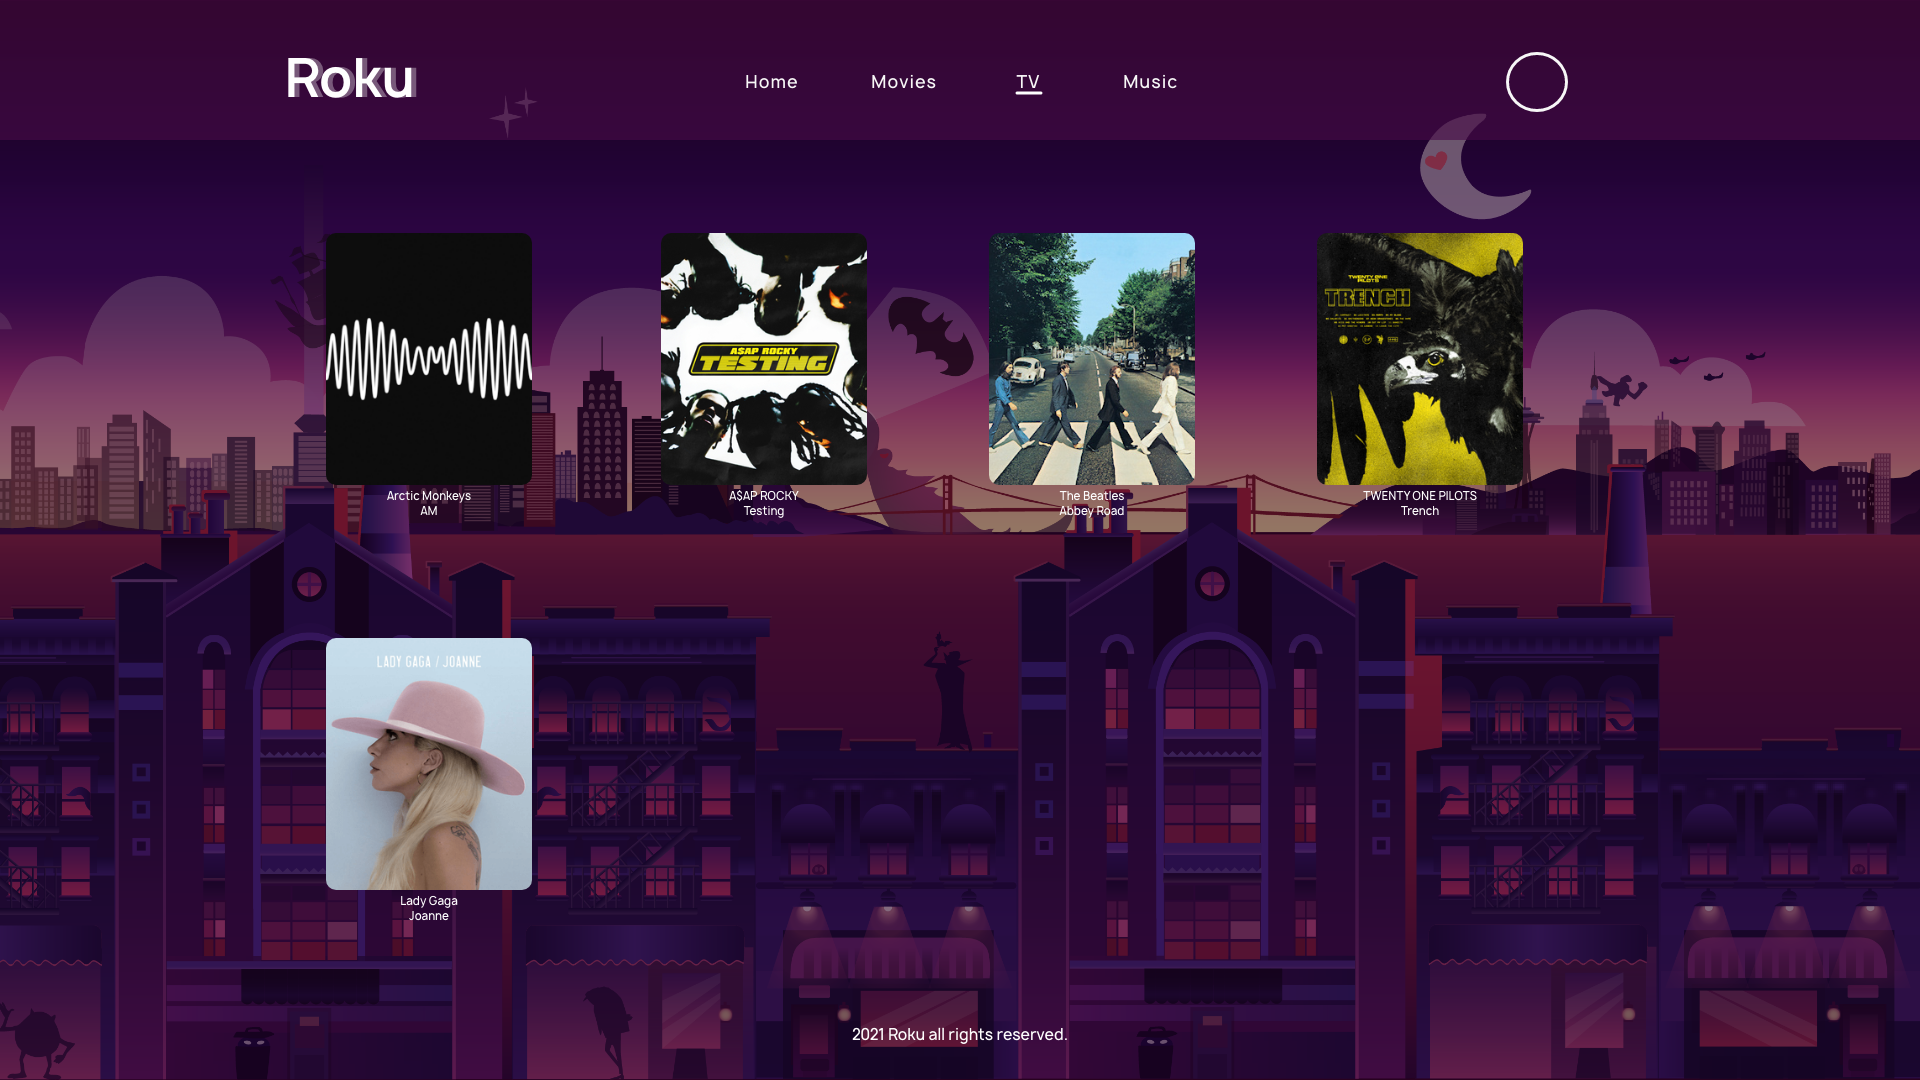 Roku
Home
Movies
TV
Music
A$AP ROCKY
TESTING
TWENTY ONE
PILOTS
TRENCH
Arctic Monkeys
AM
A$AP ROCKY
Testing
The Beatles
Abbey Road
TWENTY ONE PILOTS
Trench
LADY GAGA / JOANNE
Lady Gaga
Joanne
2021 Roku all rights reserved.